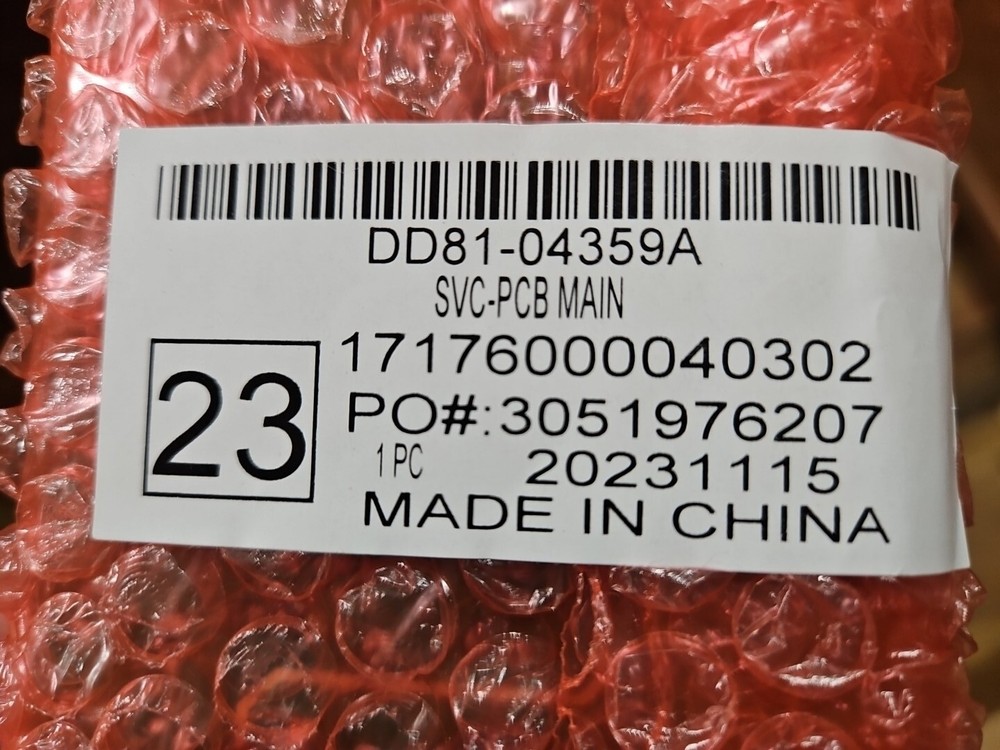 DD81-04359A
SVC-PCB MAIN
17176000040302
23
PO#:3051976207
1 PC 20231115
MADE IN CHINA